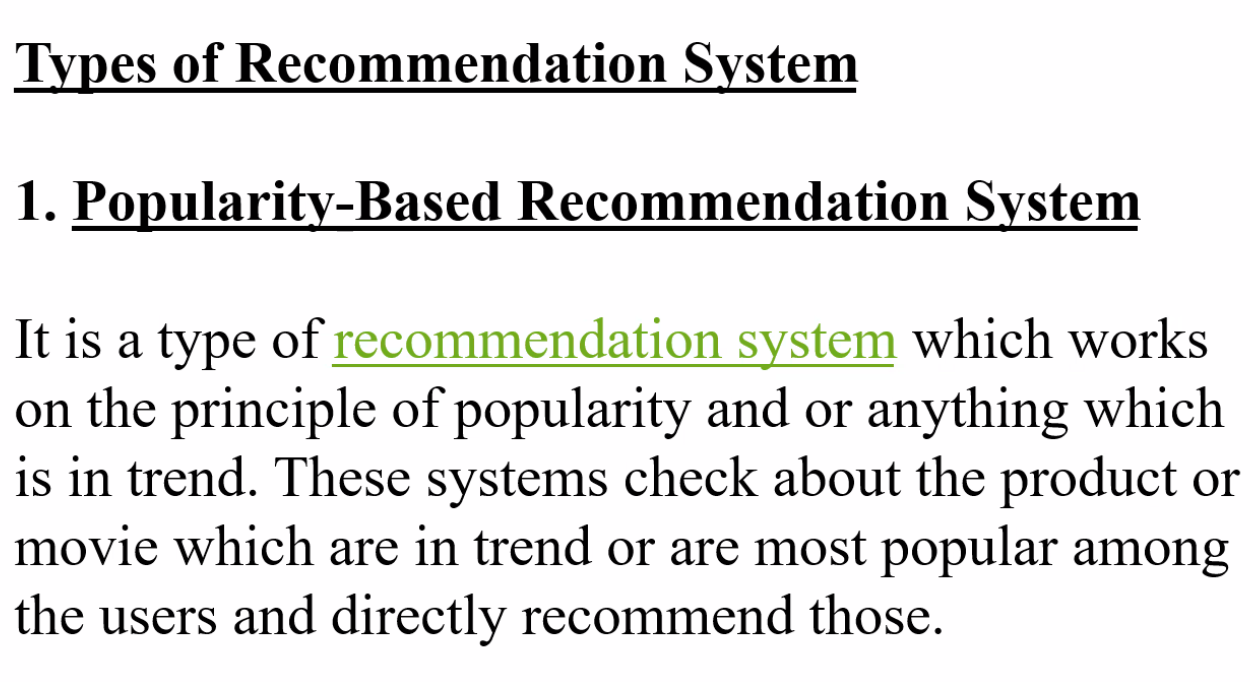 Types of Recommendation System
1. Popularity-Based Recommendation System
It is a type of recommendation system which works
on the principle of popularity and or anything which
is in trend. These systems check about the product or
movie which are in trend or are most popular among
the users and directly recommend those.